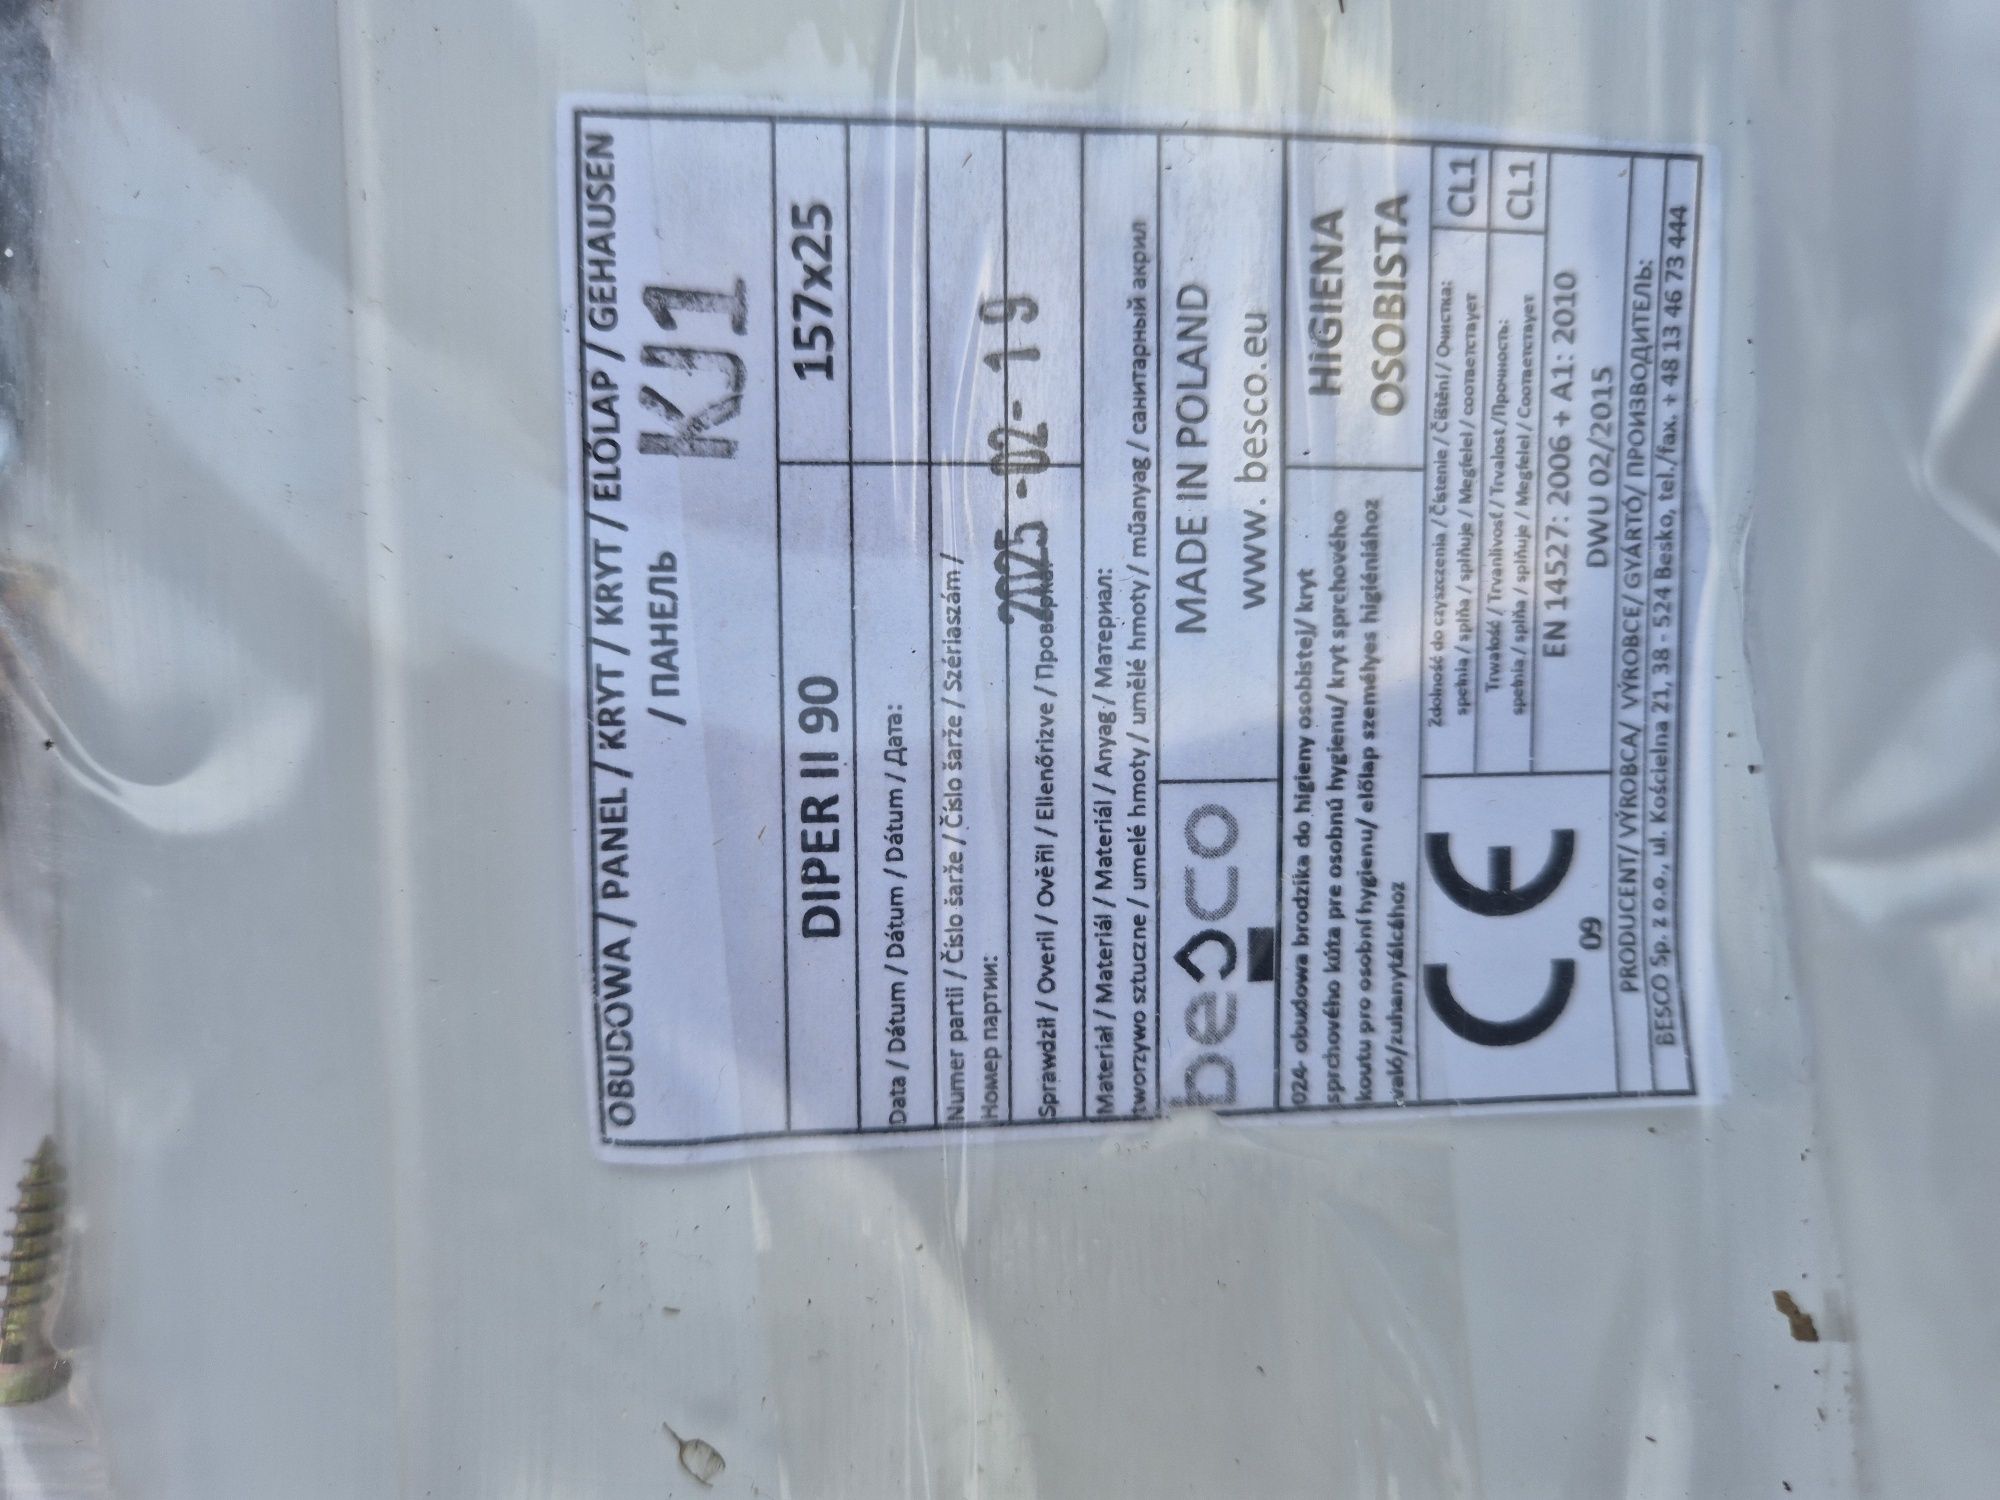 OBUDOWA / PANEL / KRYT / KRYT / ELÓLAP / GEHAUSEN
/ ПАНЕЛЬ
KJ1
DIPER II 90
157x25
Data / Dátum / Dátum / Dátum / Дата:
Numer partii / Číslo šarže / Číslo šarže / Szériaszám /
Номер партии:
2025-02-19
Sprawdził / Overil / Ověřil / Ellenőrizve /
Materiał / Materiál / Materiál / Anyag / Материал:
tworzywo sztuczne / umelé hmoty / umělé hmoty / műanyag / санитарный акрил
besco
MADE IN POLAND
www. besco.eu
024- obudowa brodzika do higieny osobistej/ kryt
sprchového kúta pre osobnú hygienu/ kryt sprchového
koutu pro osobní hygienu/ előlap személyes higiéniához
való/zuhanytálcához
HIGIENA
OSOBISTA
CE
09
Zdolność do czyszczenia / Čístenie / Čištění / Очистка:
spełnia / splňa / splňuje / Megfelel / соответствует
CL1
Trwałość / Trvanlivosť / Trvalost /Прочность:
spełnia / splňa / splňuje / Megfelel / Соответствует
CL1
EN 14527: 2006 + A1: 2010
DWU 02/2015
PRODUCENT/ VÝROBCA/ VÝROBCE/ GYÁRTÓ/ ПРОИЗВОДИТЕЛЬ:
BESCO Sp. z o.o., ul. Kościelna 21, 38 - 524 Besko, tel./fax. + 48 13 46 73 444